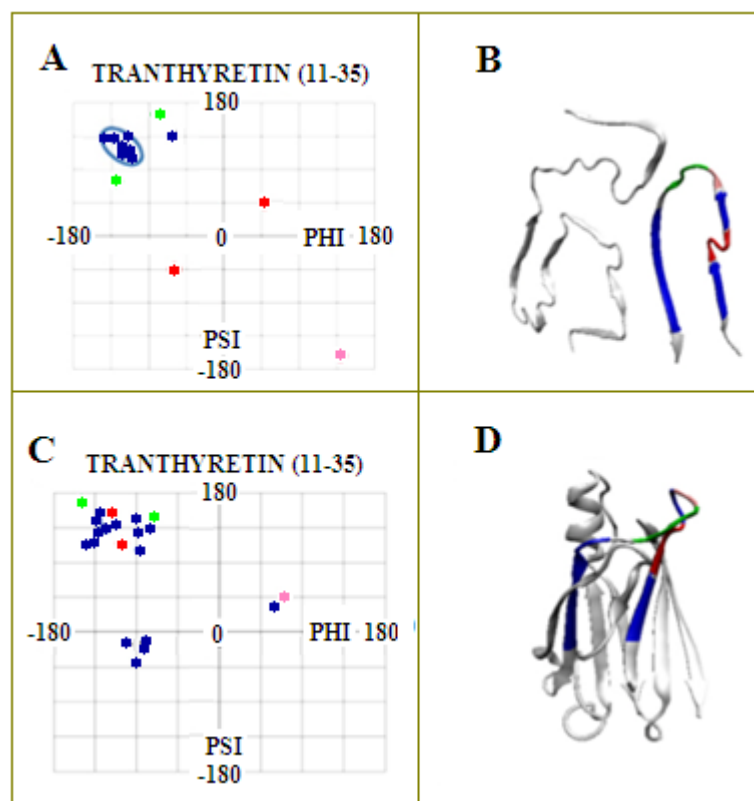 A
TRANTHYRETIN (11-35)
180
-180 0 PHI 180
PSI
-180
B
C
TRANTHYRETIN (11-35)
180
-180 0 PHI 180
PSI
-180
D